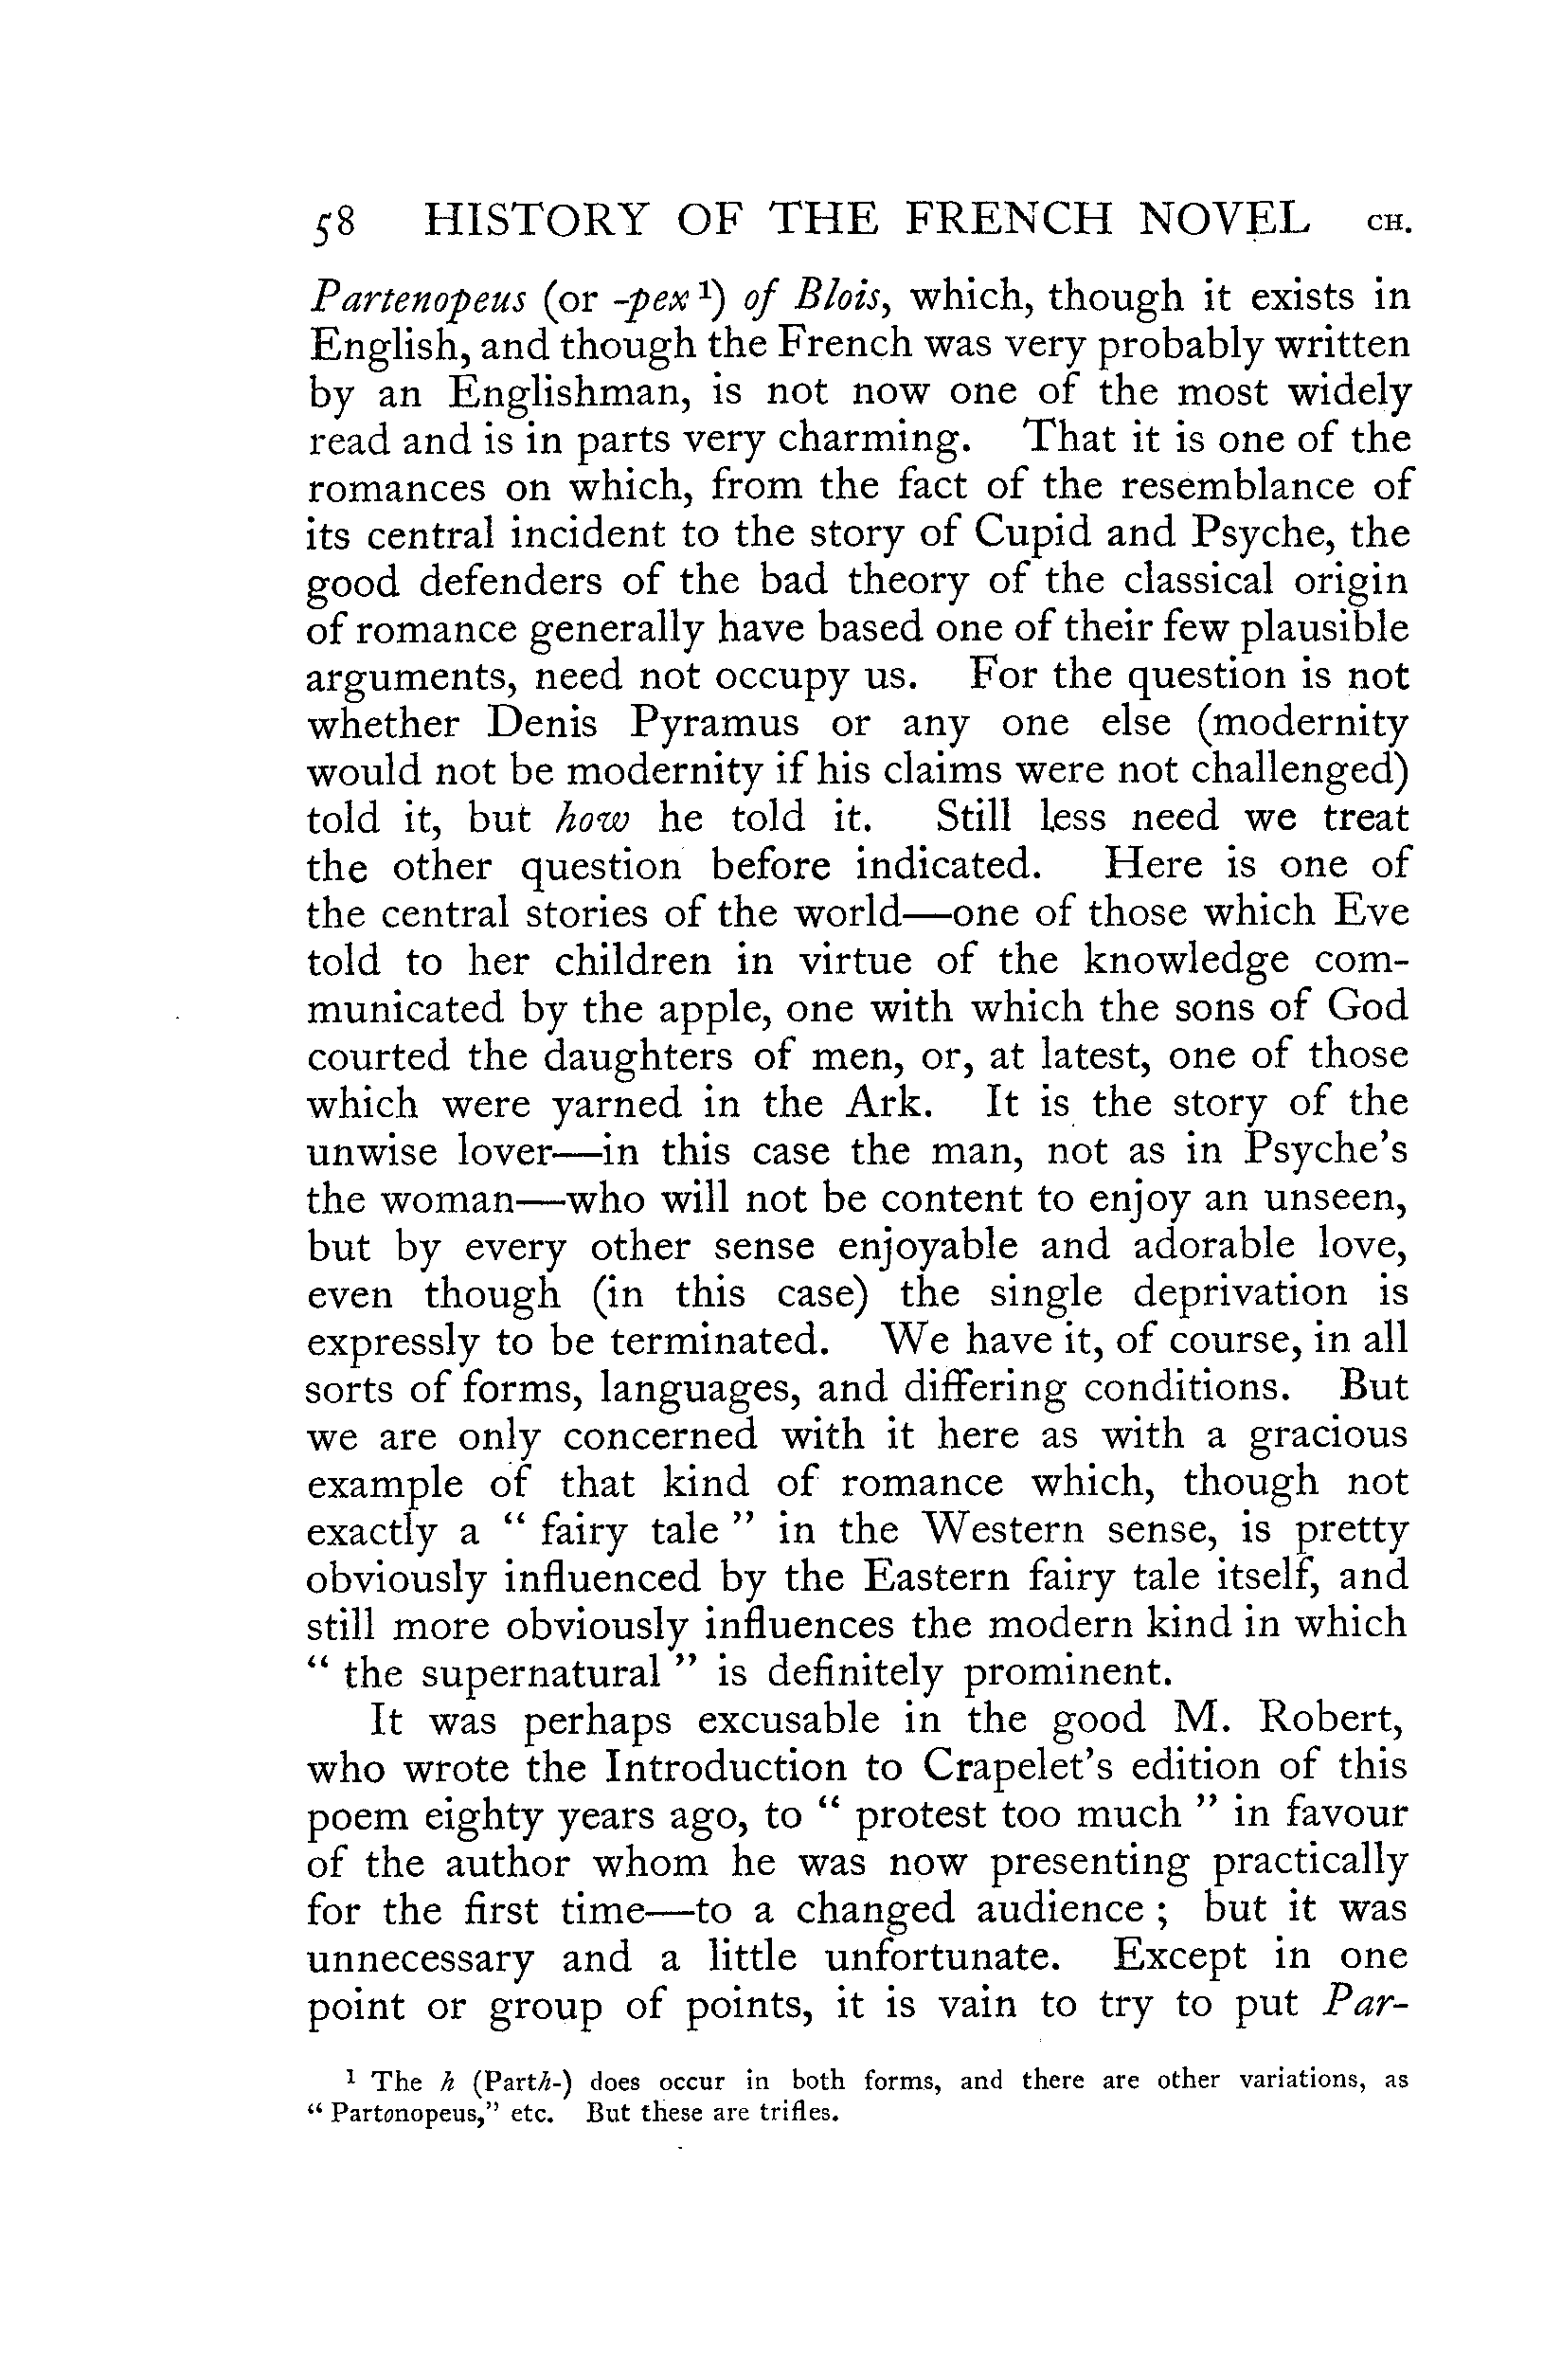 58 HISTORY OF THE FRENCH NOVEL CH.
Partenopeus (or -pex ¹) of Blois, which, though it exists in
English, and though the French was very probably written
by an Englishman, is not now one of the most widely
read and is in parts very charming. That it is one of the
romances on which, from the fact of the resemblance of
its central incident to the story of Cupid and Psyche, the
good defenders of the bad theory of the classical origin
of romance generally have based one of their few plausible
arguments, need not occupy us. For the question is not
whether Denis Pyramus or any one else (modernity
would not be modernity if his claims were not challenged)
told it, but how he told it. Still less need we treat
the other question before indicated. Here is one of
the central stories of the world—one of those which Eve
told to her children in virtue of the knowledge com-
municated by the apple, one with which the sons of God
courted the daughters of men, or, at latest, one of those
which were yarned in the Ark. It is the story of the
unwise lover—in this case the man, not as in Psyche's
the woman—who will not be content to enjoy an unseen,
but by every other sense enjoyable and adorable love,
even though (in this case) the single deprivation is
expressly to be terminated. We have it, of course, in all
sorts of forms, languages, and differing conditions. But
we are only concerned with it here as with a gracious
example of that kind of romance which, though not
exactly a “ fairy tale ” in the Western sense, is pretty
obviously influenced by the Eastern fairy tale itself, and
still more obviously influences the modern kind in which
“ the supernatural ” is definitely prominent.
It was perhaps excusable in the good M. Robert,
who wrote the Introduction to Crapelet's edition of this
poem eighty years ago, to “ protest too much ” in favour
of the author whom he was now presenting practically
for the first time—to a changed audience ; but it was
unnecessary and a little unfortunate. Except in one
point or group of points, it is vain to try to put Par-
¹ The h (Parth-) does occur in both forms, and there are other variations, as
“ Partonopeus,” etc. But these are trifles.